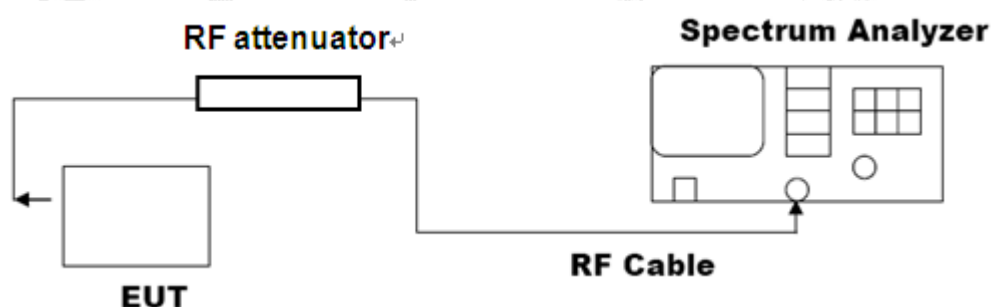 RF attenuator↵
Spectrum Analyzer
RF Cable
EUT